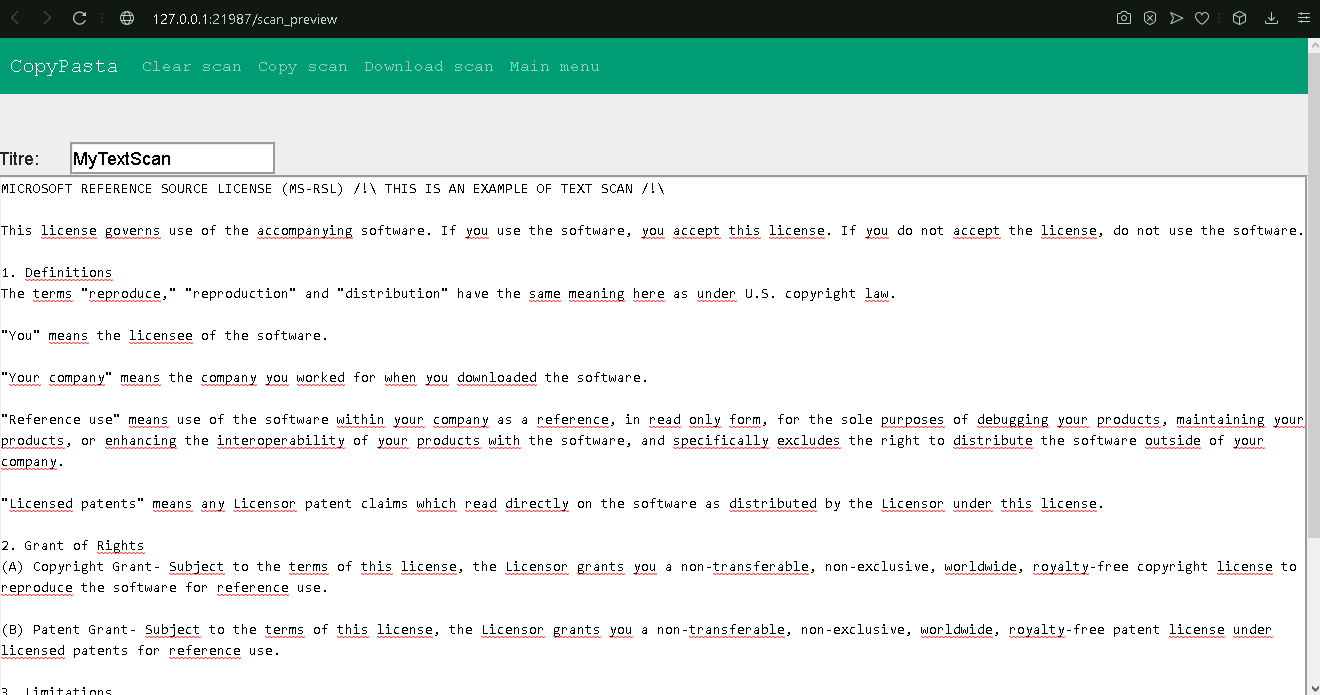 127.0.0.1:21987/scan_preview
CopyPasta Clear scan Copy scan Download scan Main menu
Titre: MyTextScan
MICROSOFT REFERENCE SOURCE LICENSE (MS-RSL) /!\ THIS IS AN EXAMPLE OF TEXT SCAN /!\
This license governs use of the accompanying software. If you use the software, you accept this license. If you do not accept the license, do not use the software.
1. Definitions
The terms "reproduce," "reproduction" and "distribution" have the same meaning here as under U.S. copyright law.
"You" means the licensee of the software.
"Your company" means the company you worked for when you downloaded the software.
"Reference use" means use of the software within your company as a reference, in read only form, for the sole purposes of debugging your products, maintaining your
products, or enhancing the interoperability of your products with the software, and specifically excludes the right to distribute the software outside of your
company.
"Licensed patents" means any Licensor patent claims which read directly on the software as distributed by the Licensor under this license.
2. Grant of Rights
(A) Copyright Grant- Subject to the terms of this license, the Licensor grants you a non-transferable, non-exclusive, worldwide, royalty-free copyright license to
reproduce the software for reference use.
(B) Patent Grant- Subject to the terms of this license, the Licensor grants you a non-transferable, non-exclusive, worldwide, royalty-free patent license under
licensed patents for reference use.
3. Limitations